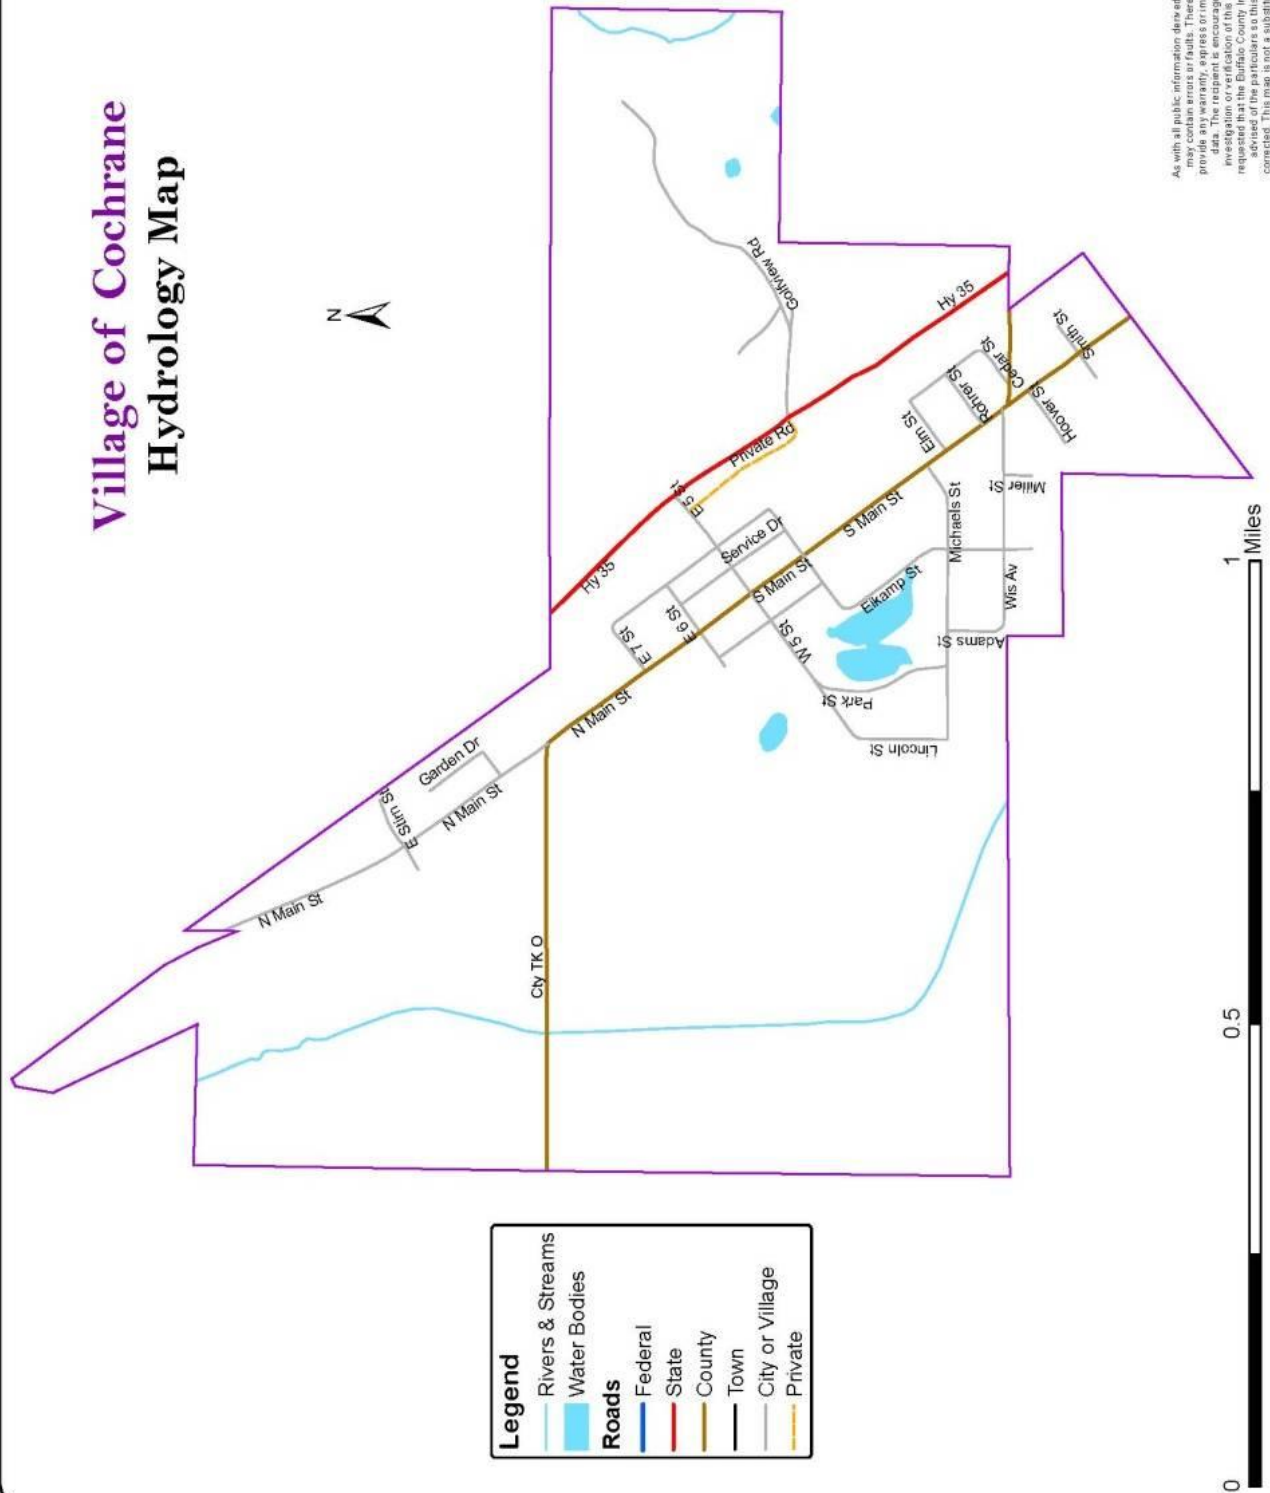 Village of Cochrane
Hydrology Map
N
Golfview Rd
Hy 35
Private Rd
E 5 St
Hy 35
Service Dr
S Main St
S Main St
E 6 St
E 7 St
W 5 St
N Main St
Garden Dr
E Stirn St
N Main St
N Main St
Cty TK O
Elm St
Rohrer St
Cedar St
Smith St
Hoover St
Miller St
Michaels St
Eikamp St
Wis Av
Adams St
Park St
Lincoln St
Legend
Rivers & Streams
Water Bodies
Roads
Federal
State
County
Town
City or Village
Private
0
0.5
1
Miles
As with all public information derived
may contain errors or faults. There
provide any warranty, express or im
data. The recipient is encourag
investigation or verification of this
requested that the Buffalo County In
advised of the particulars so this
corrected. This map is not a substit